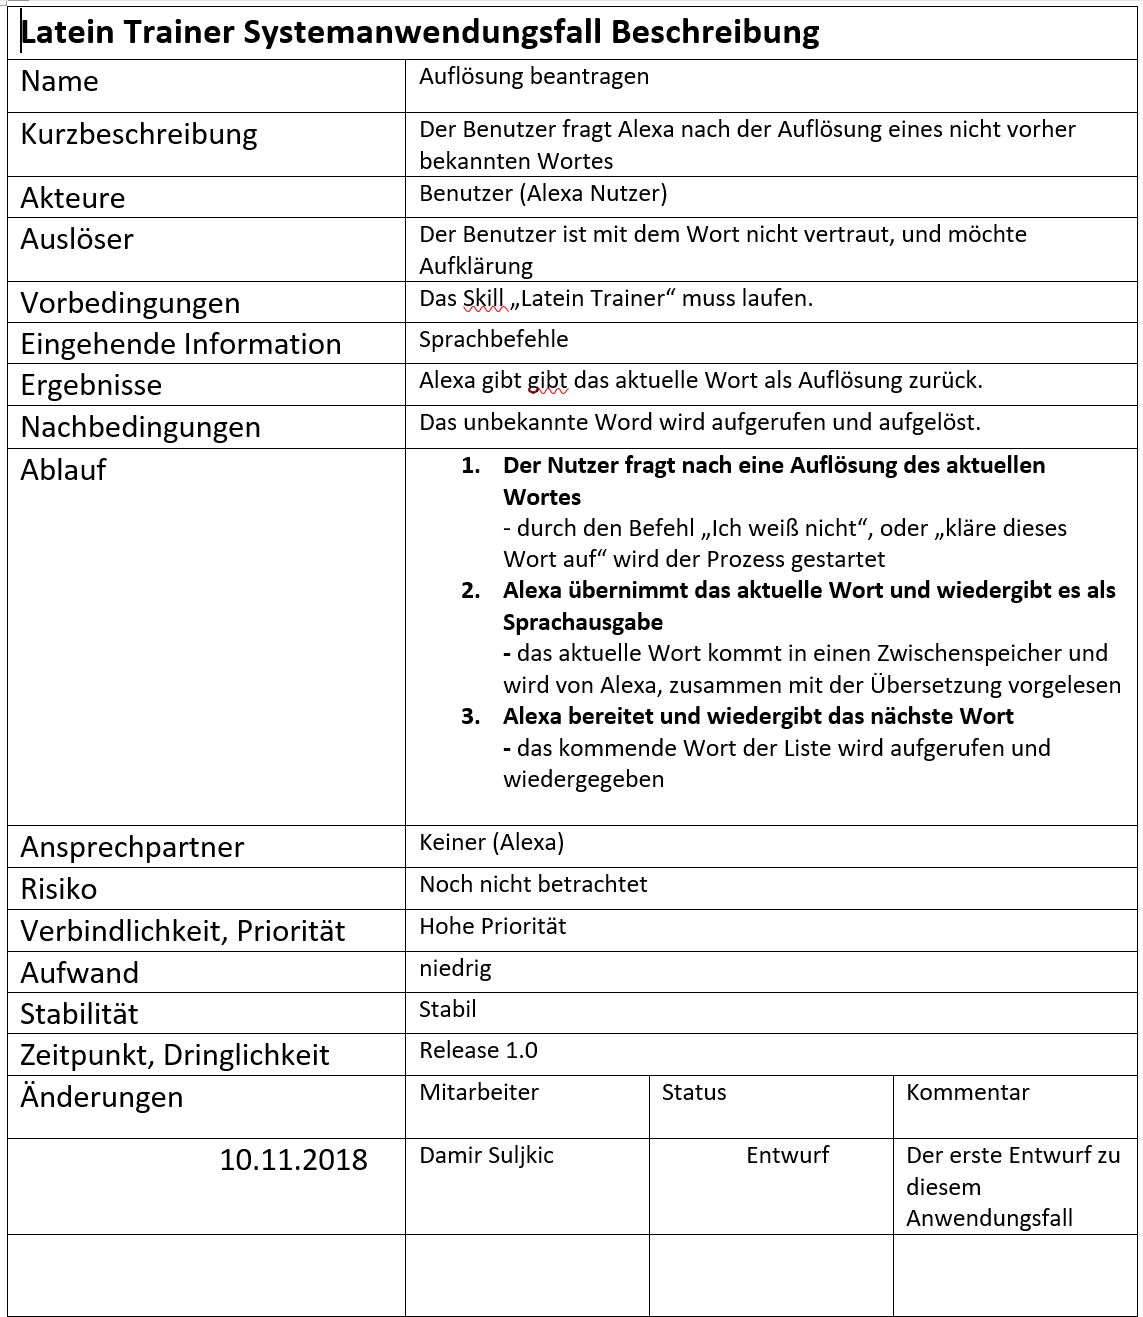 Latein Trainer Systemanwendungsfall Beschreibung
Name
Auflösung beantragen
Kurzbeschreibung
Der Benutzer fragt Alexa nach der Auflösung eines nicht vorher
bekannten Wortes
Akteure
Benutzer (Alexa Nutzer)
Auslöser
Der Benutzer ist mit dem Wort nicht vertraut, und möchte
Aufklärung
Vorbedingungen
Das Skill „Latein Trainer“ muss laufen.
Eingehende Information
Sprachbefehle
Ergebnisse
Alexa gibt gibt das aktuelle Wort als Auflösung zurück.
Nachbedingungen
Das unbekannte Word wird aufgerufen und aufgelöst.
Ablauf
1. Der Nutzer fragt nach eine Auflösung des aktuellen
Wortes
- durch den Befehl „Ich weiß nicht“, oder „kläre dieses
Wort auf“ wird der Prozess gestartet
2. Alexa übernimmt das aktuelle Wort und wiedergibt es als
Sprachausgabe
- das aktuelle Wort kommt in einen Zwischenspeicher und
wird von Alexa, zusammen mit der Übersetzung vorgelesen
3. Alexa bereitet und wiedergibt das nächste Wort
- das kommende Wort der Liste wird aufgerufen und
wiedergegeben
Ansprechpartner
Keiner (Alexa)
Risiko
Noch nicht betrachtet
Verbindlichkeit, Priorität
Hohe Priorität
Aufwand
niedrig
Stabilität
Stabil
Zeitpunkt, Dringlichkeit
Release 1.0
Änderungen
Mitarbeiter
Status
Kommentar
10.11.2018
Damir Suljkic
Entwurf
Der erste Entwurf zu
diesem
Anwendungsfall